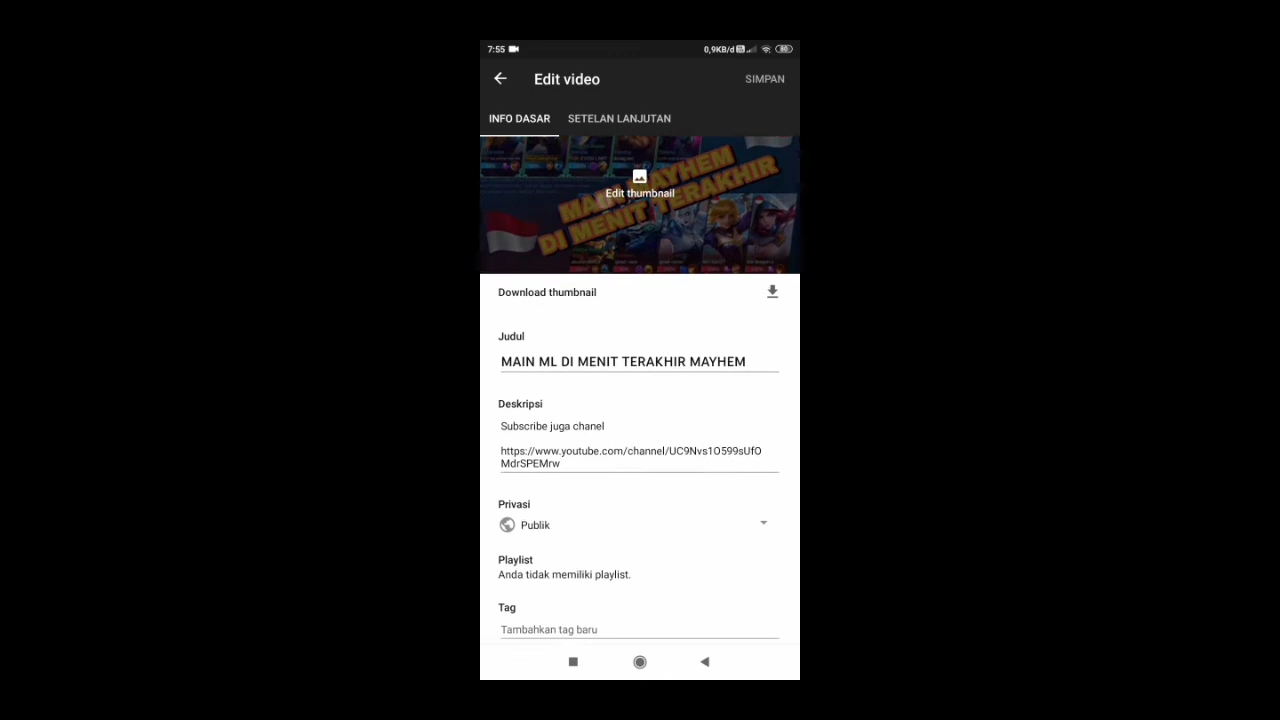 7:55
0,9KB/d
80
Edit video
SIMPAN
INFO DASAR
SETELAN LANJUTAN
MAIN MAYHEM
DI MENIT TERAKHIR
Edit thumbnail
Download thumbnail
Judul
MAIN ML DI MENIT TERAKHIR MAYHEM
Deskripsi
Subscribe juga chanel
https://www.youtube.com/channel/UC9Nvs1O599sUfO
MdrSPEMrw
Privasi
Publik
Playlist
Anda tidak memiliki playlist.
Tag
Tambahkan tag baru